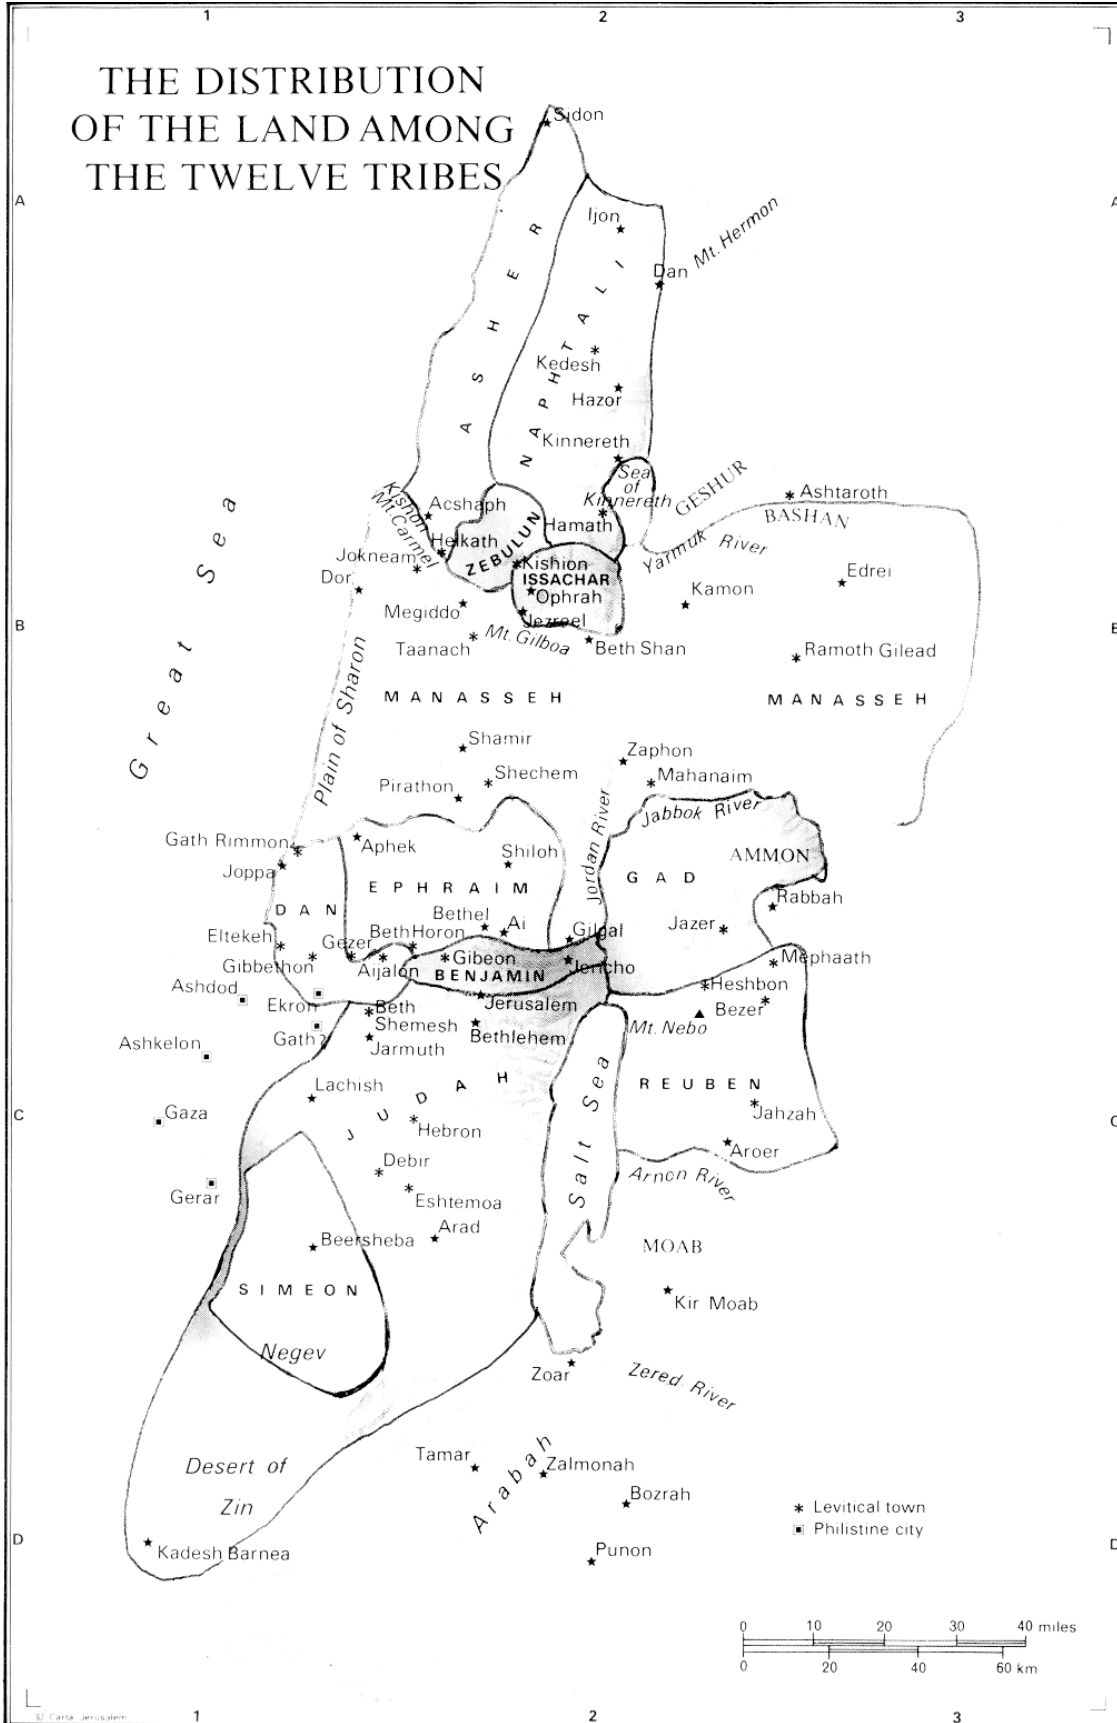 1 2 3
THE DISTRIBUTION
OF THE LAND AMONG
THE TWELVE TRIBES
Sidon
A A
Ijon
Mt. Hermon
Dan
ASHER
NAPHTALI
Kedesh
Hazor
Kinnereth
Sea
of
Kinnereth
GESHUR
Ashtaroth
BASHAN
Kishon
Mt. Carmel
Acshaph
Hamath
Helkath
ZEBULUN
Yarmuk River
Jokneam
Kishion
ISSACHAR
Edrei
Dor
Ophrah
Kamon
Megiddo
Jezreel
Great Sea
B B
Mt. Gilboa
Taanach
Beth Shan
Ramoth Gilead
MANASSEH
MANASSEH
Plain of Sharon
Shamir
Zaphon
Shechem
Mahanaim
Pirathon
Jordan River
Jabbok River
Gath Rimmon
Aphek
Shiloh
AMMON
Joppa
EPHRAIM
GAD
Rabbah
DAN
Bethel
Ai
Gilgal
Jazer
Eltekeh
Gezer
Beth Horon
Gibbethon
Aijalon
Gibeon
BENJAMIN
Jericho
Mephaath
Ashdod
Ekron
Heshbon
Beth
Shemesh
Jerusalem
Bezer
Mt. Nebo
Gath?
Jarmuth
Bethlehem
Ashkelon
Lachish
JUDAH
REUBEN
C C
Gaza
Hebron
Salt Sea
Jahzah
Aroer
Debir
Arnon River
Gerar
Eshtemoa
Arad
Beersheba
MOAB
SIMEON
Kir Moab
Negev
Zoar
Zered River
Desert of
Zin
Tamar
Arabah
Zalmonah
Bozrah
Levitical town
Philistine city
D D
Kadesh Barnea
Punon
0 10 20 30 40 miles
0 20 40 60 km
© Carta Jerusalem
1 2 3